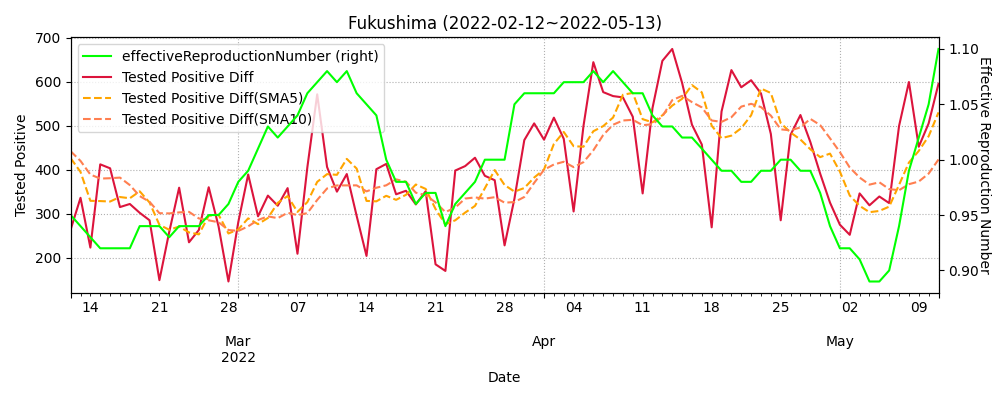 Fukushima (2022-02-12~2022-05-13)
effectiveReproductionNumber (right)
Tested Positive Diff
Tested Positive Diff(SMA5)
Tested Positive Diff(SMA10)
Tested Positive
700
600
500
400
300
200
1.10
1.05
1.00
0.95
0.90
Effective Reproduction Number
14 21 28 07 14 21 28 04 11 18 25 02 09
Mar Apr May
2022
Date